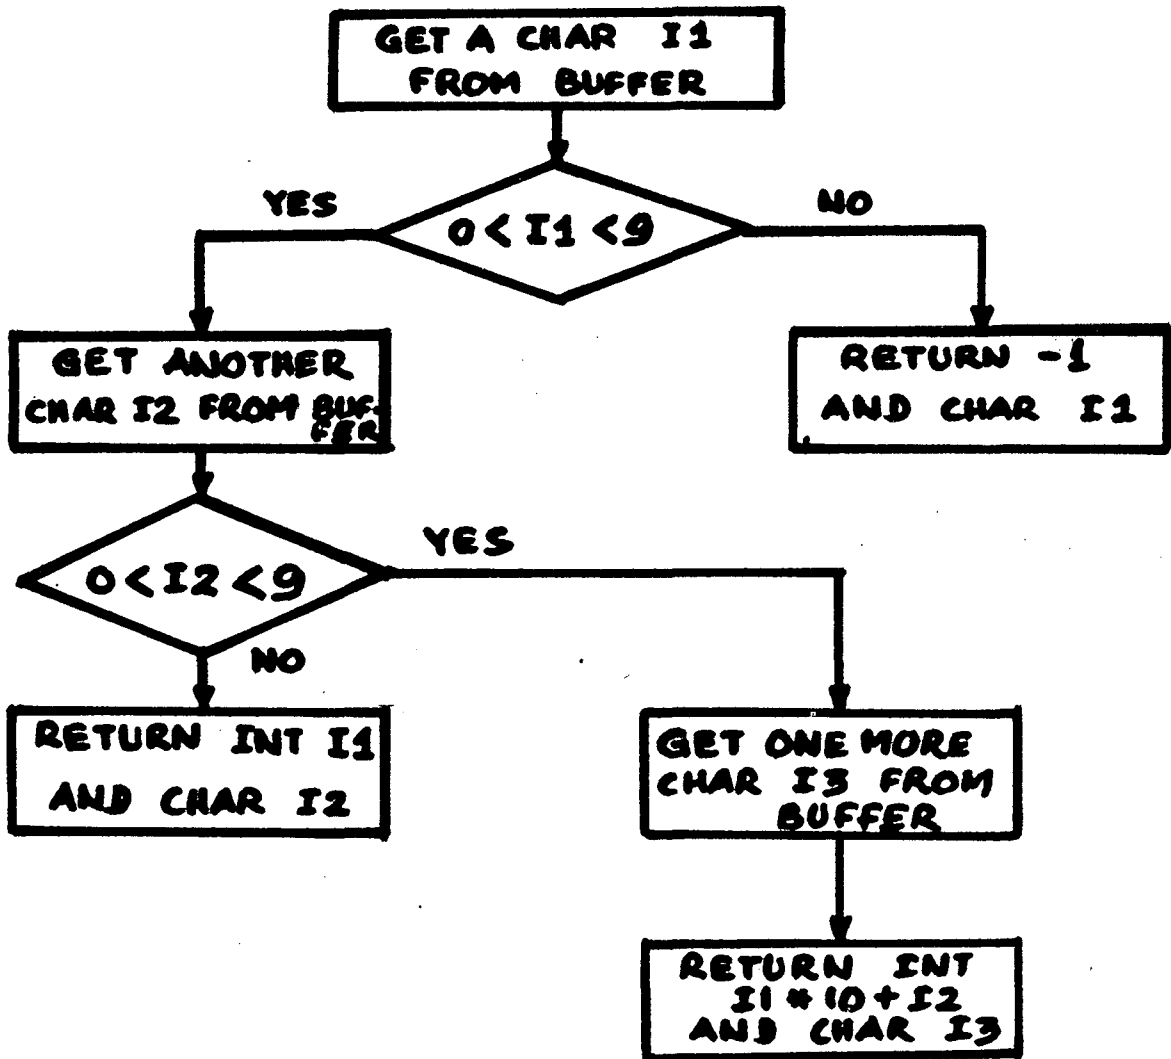 GET A CHAR I1
FROM BUFFER
YES
0 < I1 < 9
NO
GET ANOTHER
CHAR I2 FROM BUF-
FER
RETURN -1
AND CHAR I1
0 < I2 < 9
YES
NO
RETURN INT I1
AND CHAR I2
GET ONE MORE
CHAR I3 FROM
BUFFER
RETURN INT
I1 * 10 + I2
AND CHAR I3